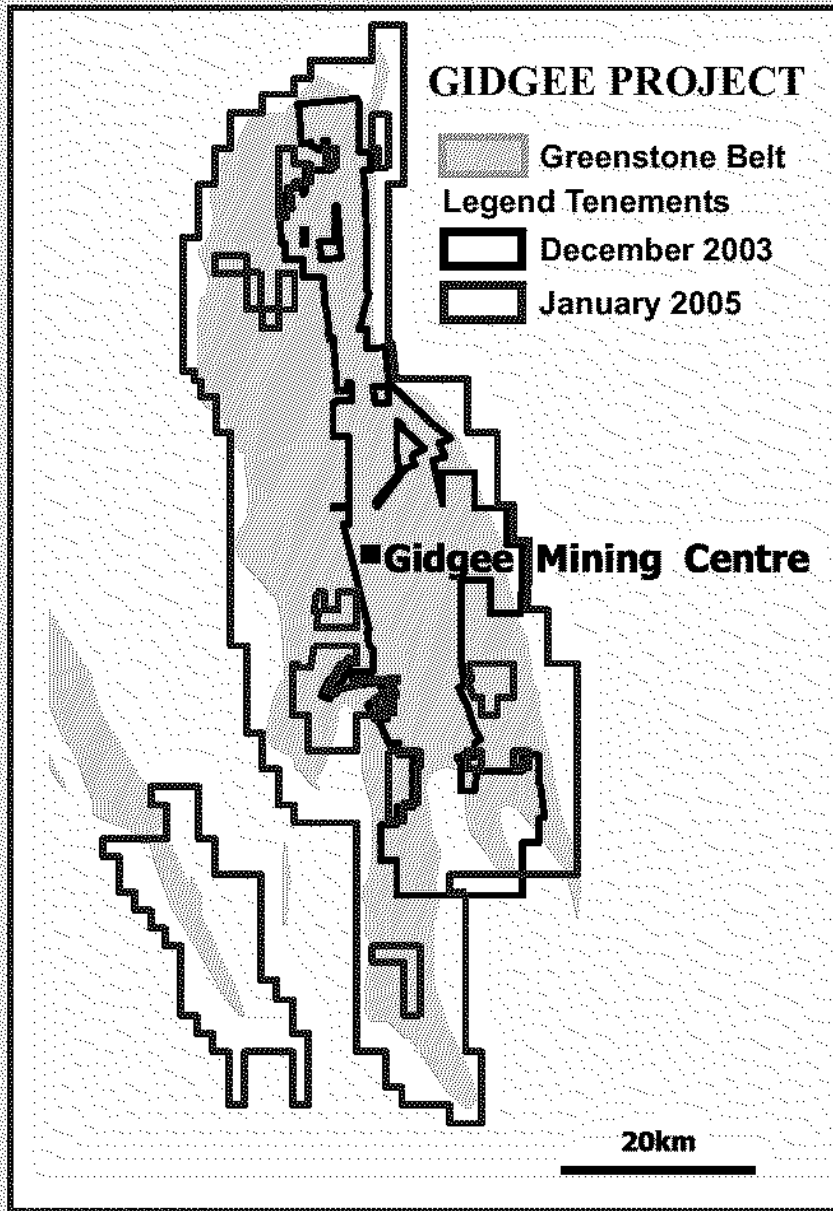 GIDGEE PROJECT
Greenstone Belt
Legend Tenements
December 2003
January 2005
Gidgee Mining Centre
20km